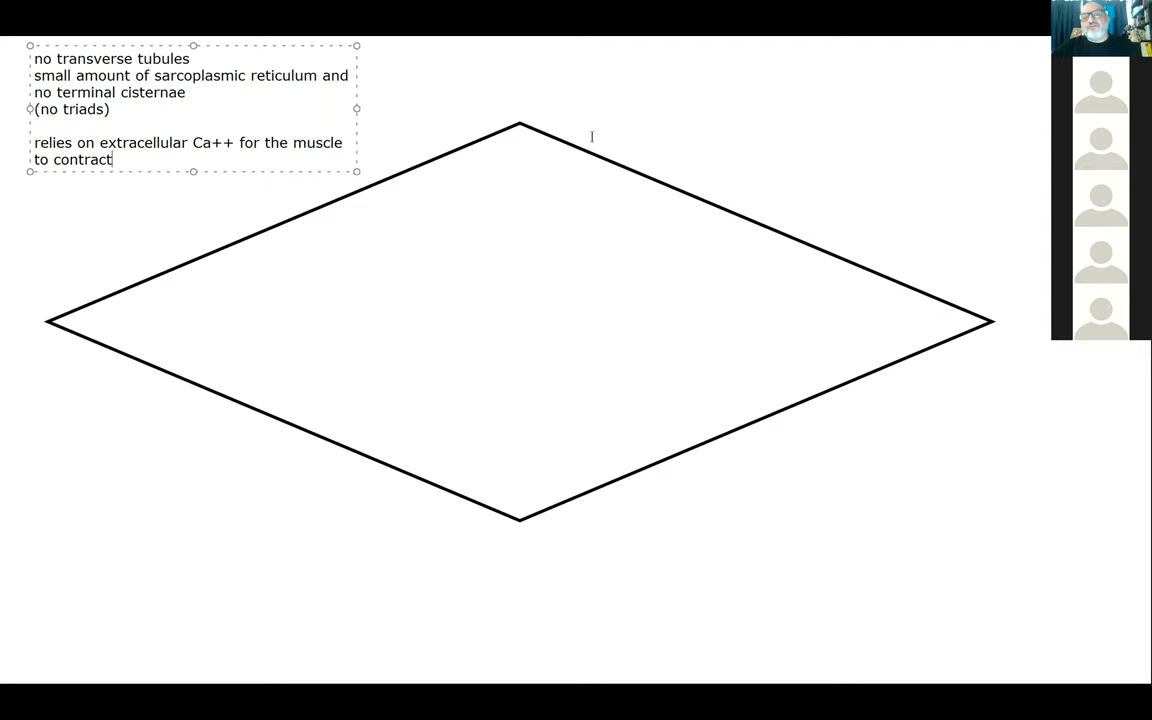 no transverse tubules
small amount of sarcoplasmic reticulum and
no terminal cisternae
(no triads)
relies on extracellular Ca++ for the muscle
to contract